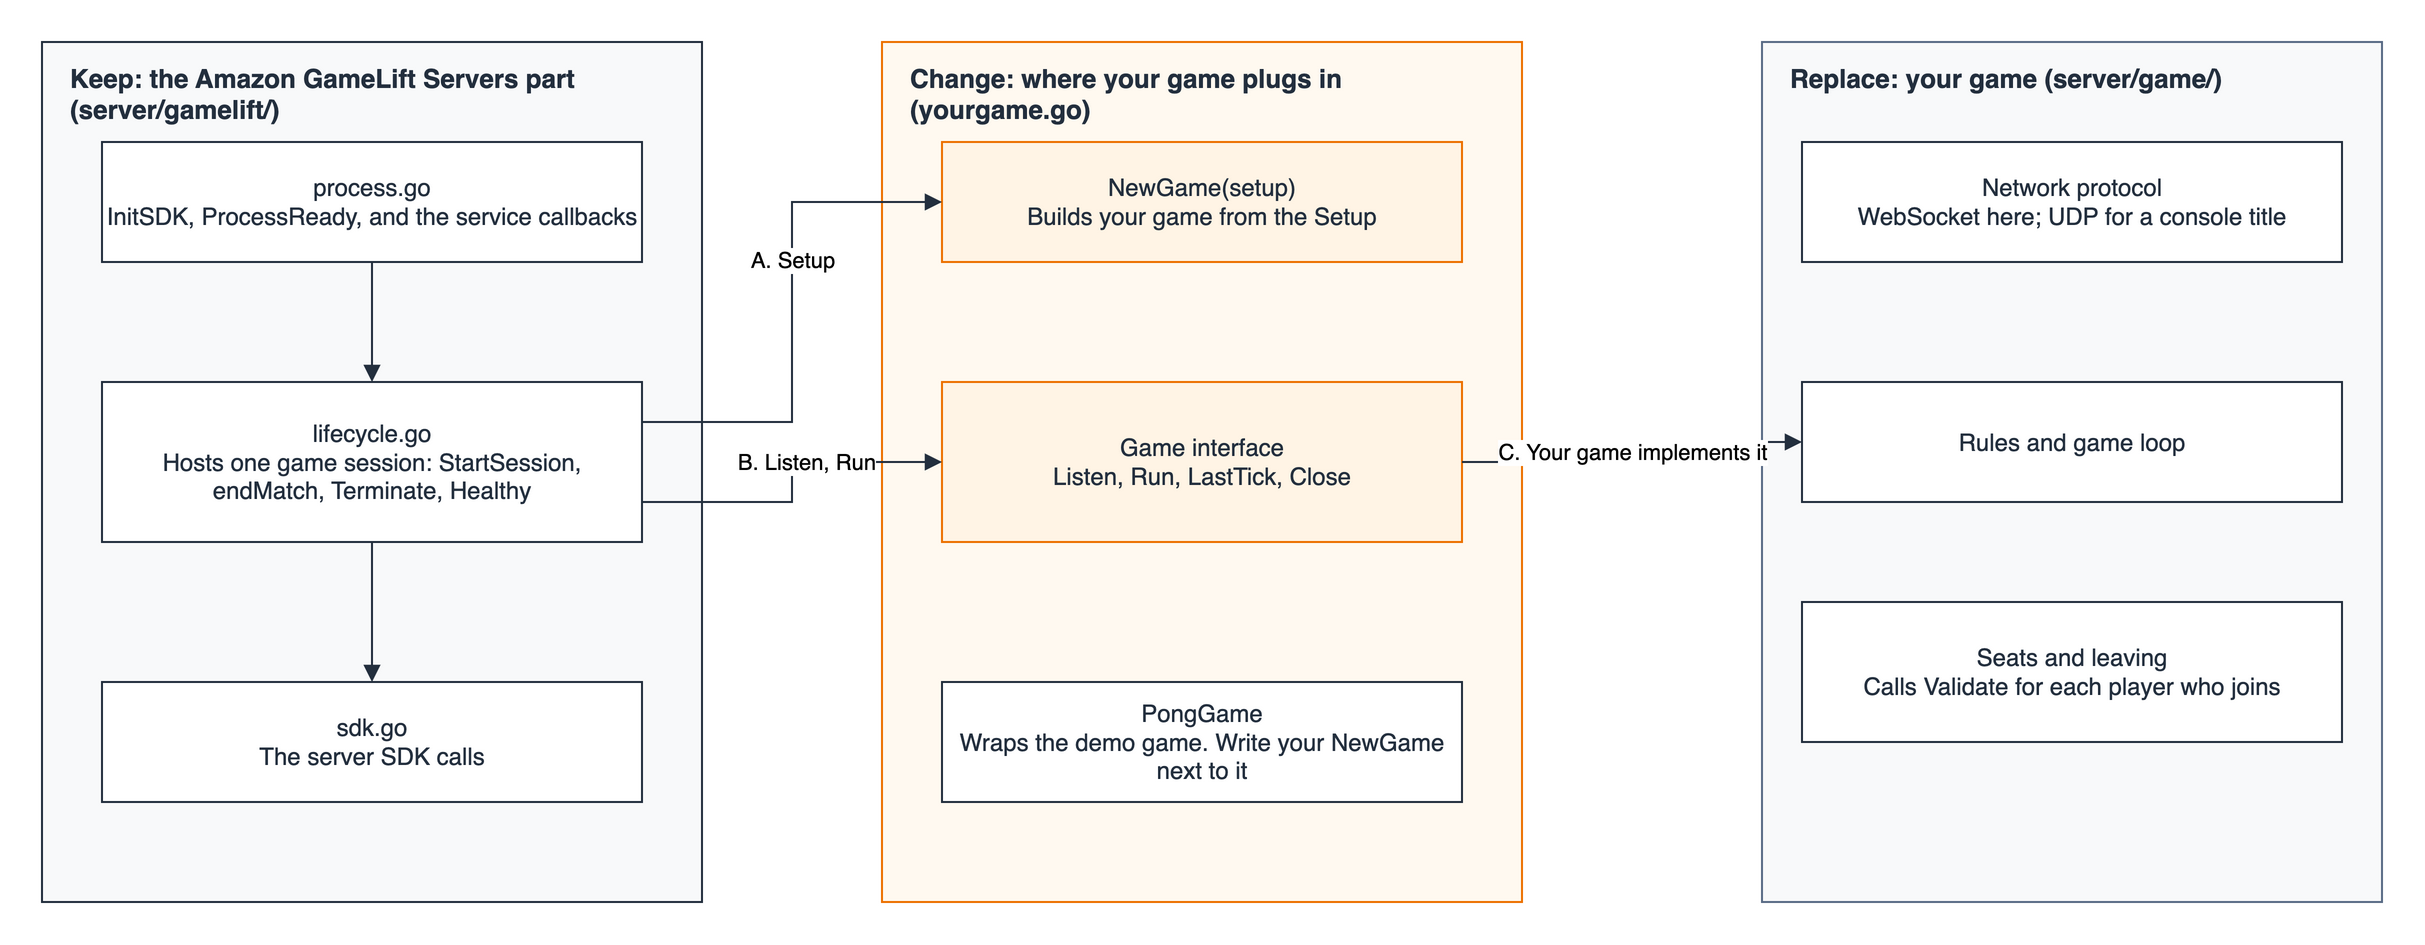 Keep: the Amazon GameLift Servers part
(server/gamelift/)
process.go
InitSDK, ProcessReady, and the service callbacks
lifecycle.go
Hosts one game session: StartSession,
endMatch, Terminate, Healthy
sdk.go
The server SDK calls
A. Setup
B. Listen, Run
Change: where your game plugs in
(yourgame.go)
NewGame(setup)
Builds your game from the Setup
Game interface
Listen, Run, LastTick, Close
PongGame
Wraps the demo game. Write your NewGame
next to it
C. Your game implements it
Replace: your game (server/game/)
Network protocol
WebSocket here; UDP for a console title
Rules and game loop
Seats and leaving
Calls Validate for each player who joins